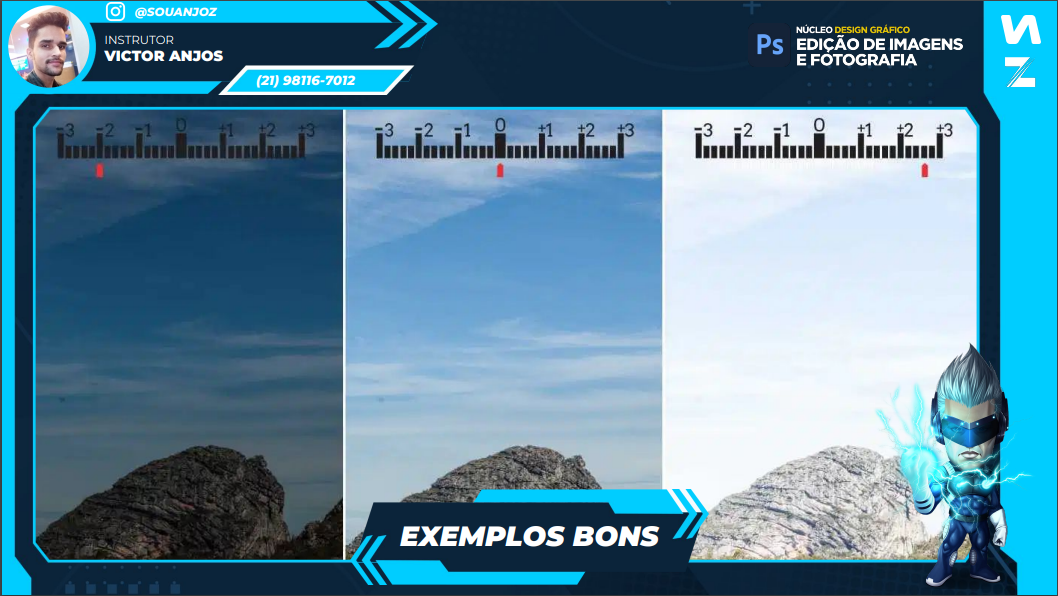 @SOUANJOZ
INSTRUTOR
VICTOR ANJOS
(21) 98116-7012
Ps
NÚCLEO DESIGN GRÁFICO
EDIÇÃO DE IMAGENS
E FOTOGRAFIA
-3 -2 -1 0 +1 +2 +3
-3 -2 -1 0 +1 +2 +3
-3 -2 -1 0 +1 +2 +3
EXEMPLOS BONS